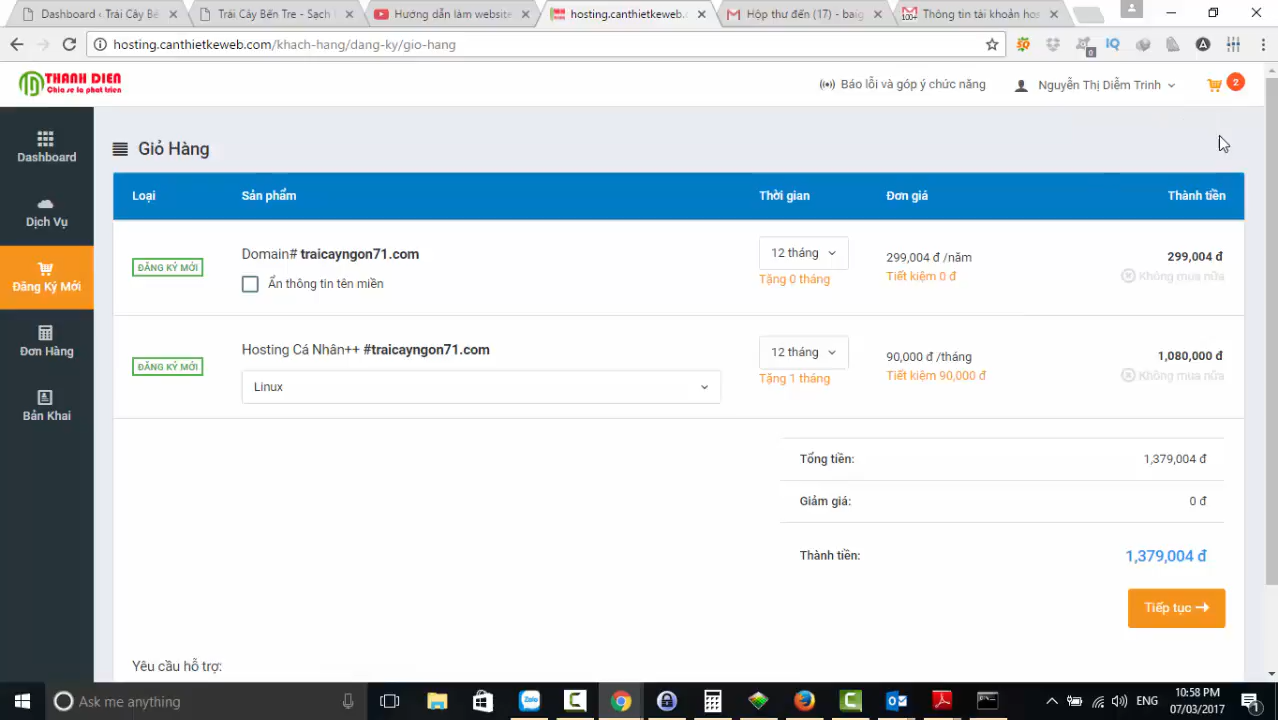 Dashboard ‹ Trái Cây Bế
Trái Cây Bến Tre - Sạch
Hướng dẫn làm website
hosting.canthietkeweb.
Hộp thư đến (17) - baig
Thông tin tài khoản hos
hosting.canthietkeweb.com/khach-hang/dang-ky/gio-hang
THANH DIEN
Chia se la phat trien
Báo lỗi và góp ý chức năng
Nguyễn Thị Diễm Trinh
2
Dashboard
Dịch Vụ
Đăng Ký Mới
Đơn Hàng
Bản Khai
Giỏ Hàng
Loại Sản phẩm Thời gian Đơn giá Thành tiền
ĐĂNG KÝ MỚI
Domain# traicayngon71.com
Ẩn thông tin tên miền
12 tháng
Tặng 0 tháng
299,004 đ /năm
Tiết kiệm 0 đ
299,004 đ
Không mua nữa
ĐĂNG KÝ MỚI
Hosting Cá Nhân++ #traicayngon71.com
Linux
12 tháng
Tặng 1 tháng
90,000 đ /tháng
Tiết kiệm 90,000 đ
1,080,000 đ
Không mua nữa
Tổng tiền: 1,379,004 đ
Giảm giá: 0 đ
Thành tiền: 1,379,004 đ
Tiếp tục
Yêu cầu hỗ trợ:
Ask me anything
ENG
10:58 PM
07/03/2017